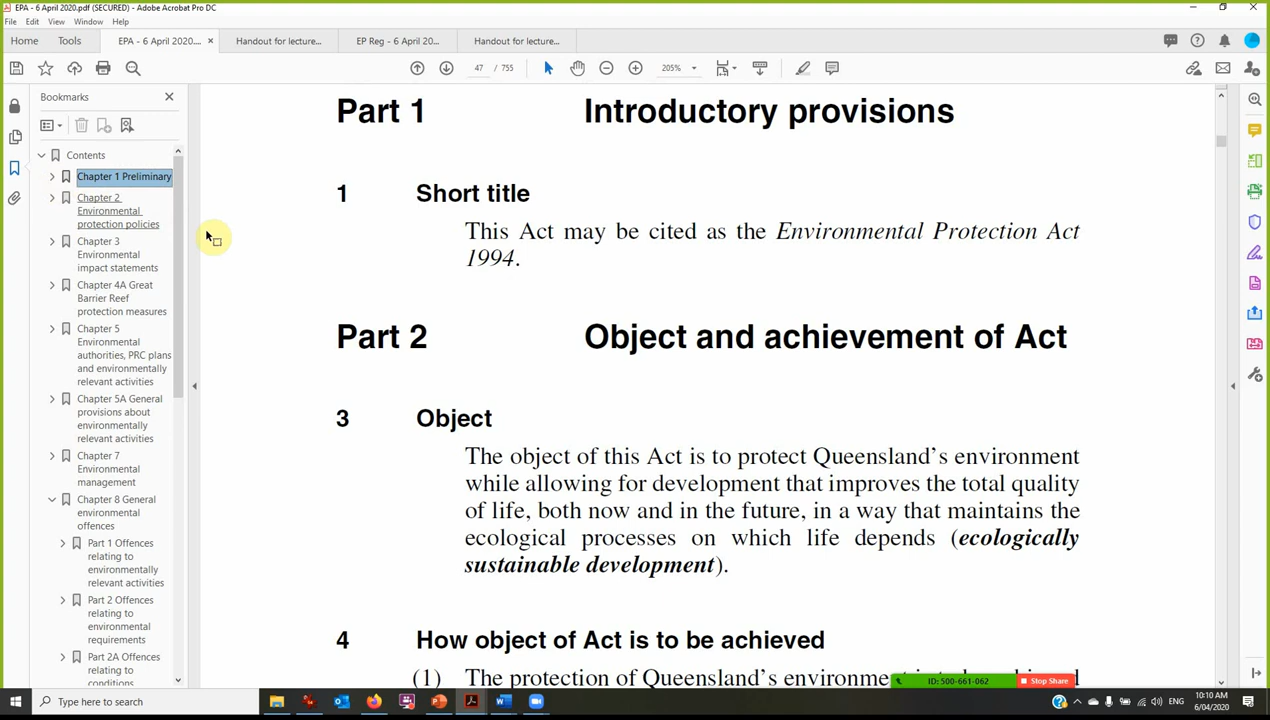 EPA - 6 April 2020.pdf (SECURED) - Adobe Acrobat Pro DC
File Edit View Window Help
Home Tools EPA - 6 April 2020.... × Handout for lecture... EP Reg - 6 April 20... Handout for lecture...
47 / 755 205%
Bookmarks
Contents
Chapter 1 Preliminary
Chapter 2
Environmental
protection policies
Chapter 3
Environmental
impact statements
Chapter 4A Great
Barrier Reef
protection measures
Chapter 5
Environmental
authorities, PRC plans
and environmentally
relevant activities
Chapter 5A General
provisions about
environmentally
relevant activities
Chapter 7
Environmental
management
Chapter 8 General
environmental
offences
Part 1 Offences
relating to
environmentally
relevant activities
Part 2 Offences
relating to
environmental
requirements
Part 2A Offences
relating to
conditions
Part 1 Introductory provisions
1 Short title
This Act may be cited as the Environmental Protection Act
1994.
Part 2 Object and achievement of Act
3 Object
The object of this Act is to protect Queensland's environment
while allowing for development that improves the total quality
of life, both now and in the future, in a way that maintains the
ecological processes on which life depends (ecologically
sustainable development).
4 How object of Act is to be achieved
(1) The protection of Queensland's environment
ID: 500-661-062 Stop Share
Type here to search
ENG
10:10 AM
6/04/2020